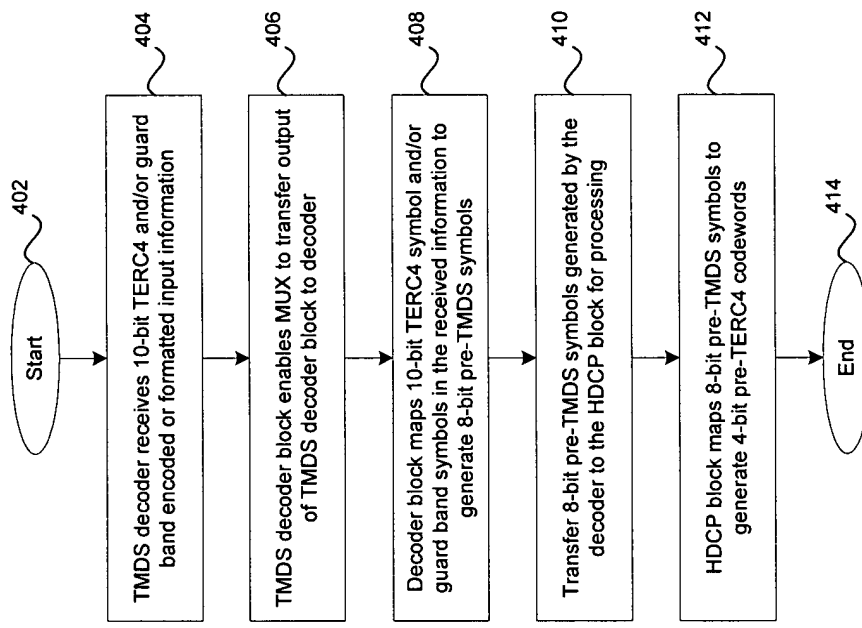 402
Start
404
TMDS decoder receives 10-bit TERC4 and/or guard
band encoded or formatted input information
406
TMDS decoder block enables MUX to transfer output
of TMDS decoder block to decoder
408
Decoder block maps 10-bit TERC4 symbol and/or
guard band symbols in the received information to
generate 8-bit pre-TMDS symbols
410
Transfer 8-bit pre-TMDS symbols generated by the
decoder to the HDCP block for processing
412
HDCP block maps 8-bit pre-TMDS symbols to
generate 4-bit pre-TERC4 codewords
414
End